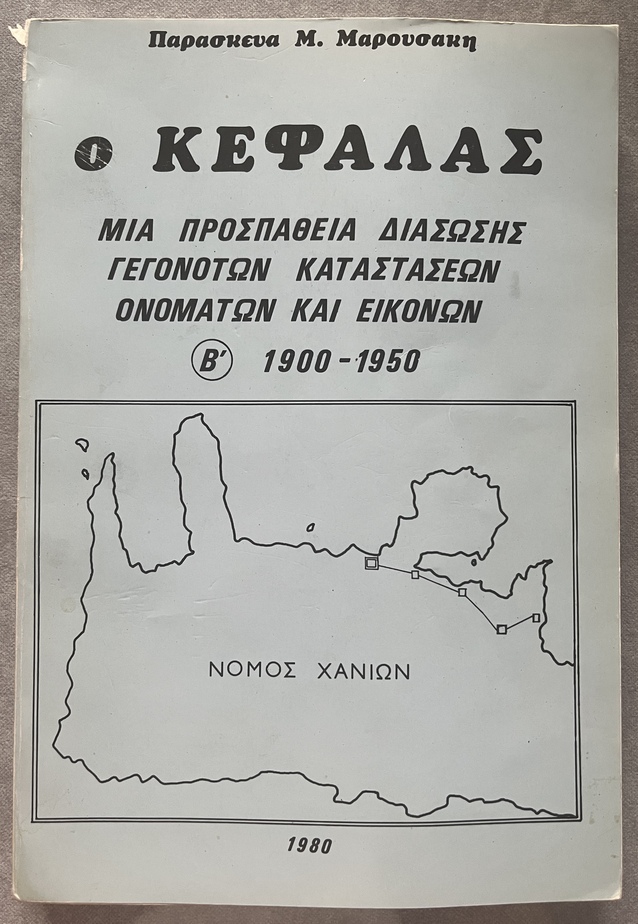 Παρασκευα Μ. Μαρουσακη
Ο ΚΕΦΑΛΑΣ
ΜΙΑ ΠΡΟΣΠΑΘΕΙΑ ΔΙΑΣΩΣΗΣ
ΓΕΓΟΝΟΤΩΝ ΚΑΤΑΣΤΑΣΕΩΝ
ΟΝΟΜΑΤΩΝ ΚΑΙ ΕΙΚΟΝΩΝ
Β' 1900-1950
ΝΟΜΟΣ ΧΑΝΙΩΝ
1980